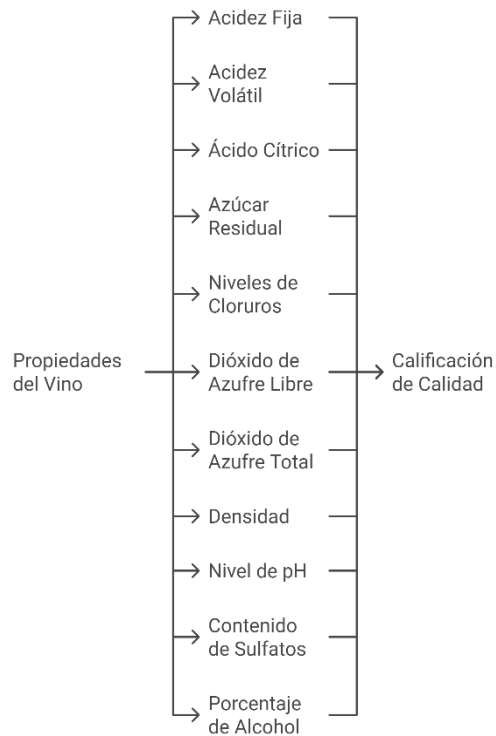 Acidez Fija
Acidez
Volátil
Ácido Cítrico
Azúcar
Residual
Niveles de
Cloruros
Propiedades
del Vino
Dióxido de
Azufre Libre
Calificación
de Calidad
Dióxido de
Azufre Total
Densidad
Nivel de pH
Contenido
de Sulfatos
Porcentaje
de Alcohol